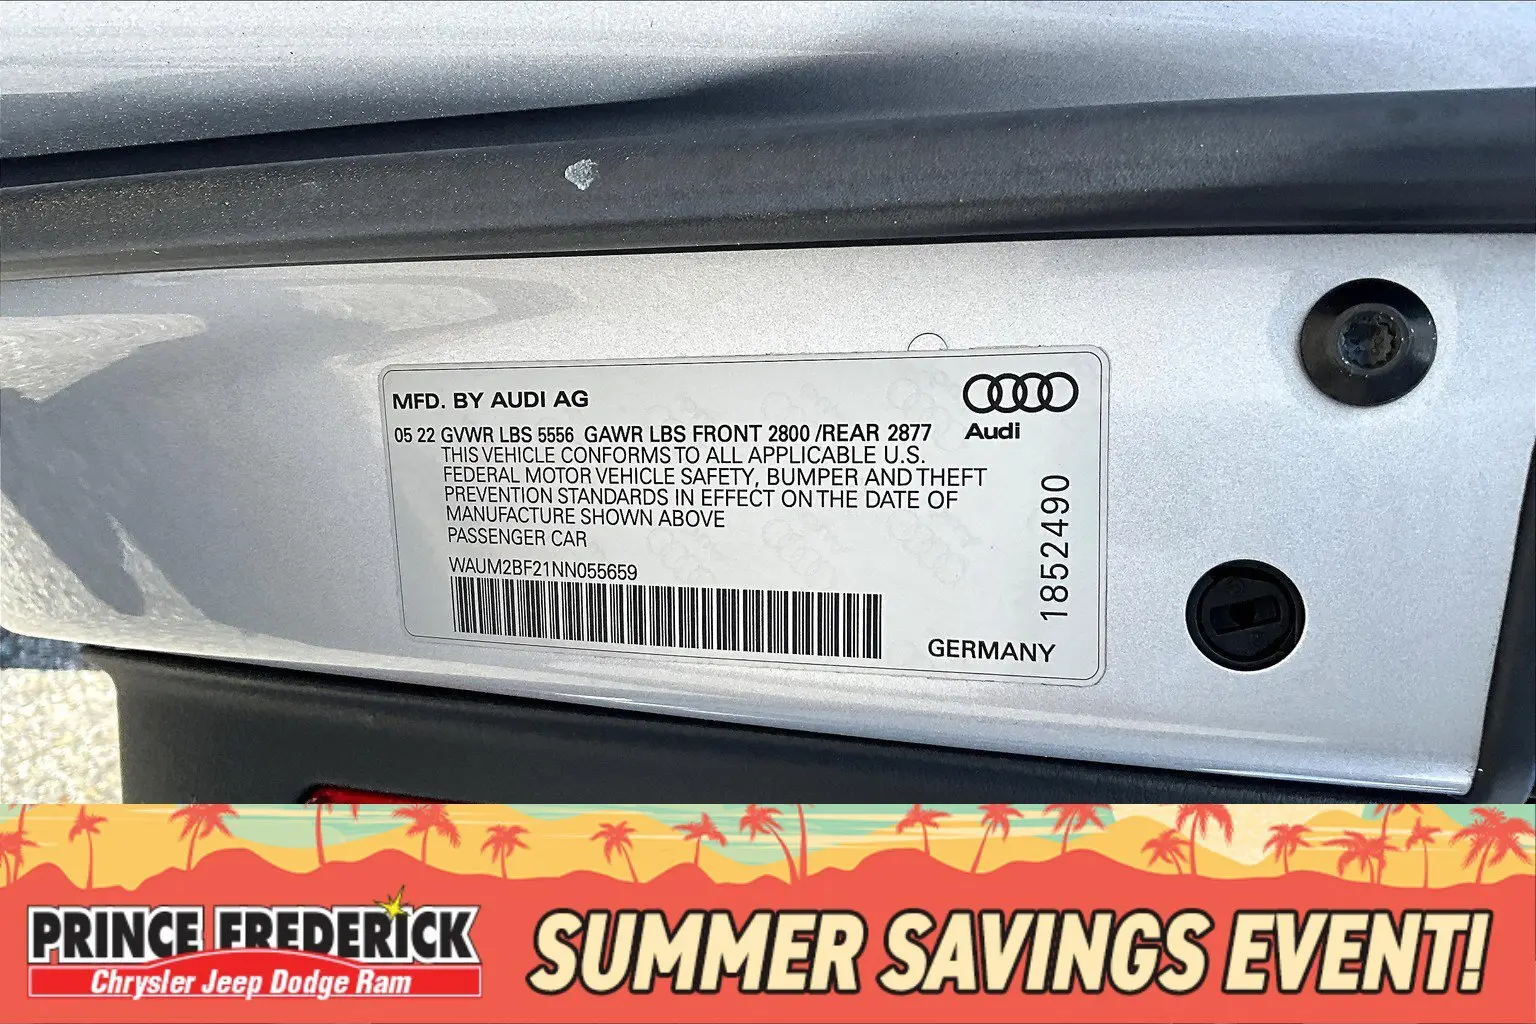 MFD. BY AUDI AG
Audi
05 22 GVWR LBS 5556 GAWR LBS FRONT 2800 /REAR 2877
THIS VEHICLE CONFORMS TO ALL APPLICABLE U.S.
FEDERAL MOTOR VEHICLE SAFETY, BUMPER AND THEFT
PREVENTION STANDARDS IN EFFECT ON THE DATE OF
MANUFACTURE SHOWN ABOVE
PASSENGER CAR
WAUM2BF21NN055659
1852490
GERMANY
PRINCE FREDERICK
Chrysler Jeep Dodge Ram
SUMMER SAVINGS EVENT!